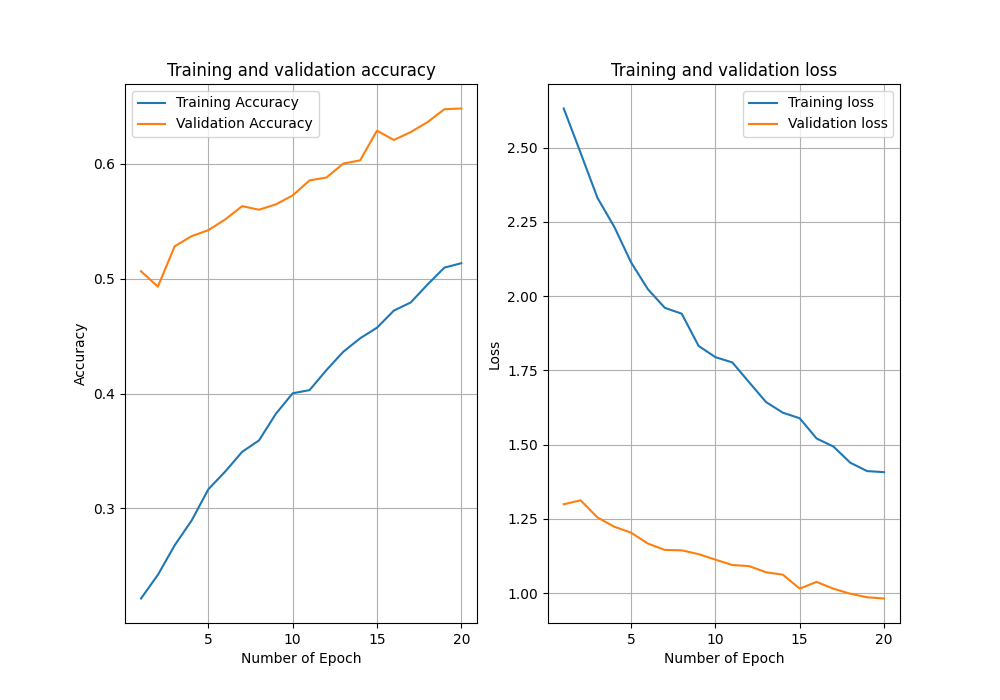 Training and validation accuracy
Training Accuracy
Validation Accuracy
0.6
0.5
0.4
0.3
Accuracy
5 10 15 20
Number of Epoch
Training and validation loss
Training loss
Validation loss
2.50
2.25
2.00
1.75
1.50
1.25
1.00
Loss
5 10 15 20
Number of Epoch